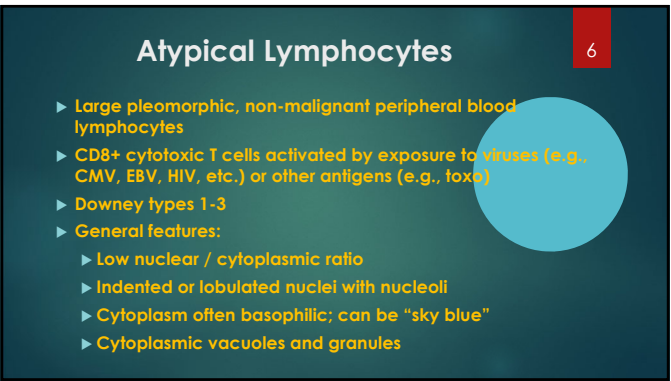 Atypical Lymphocytes
6
Large pleomorphic, non-malignant peripheral blood
lymphocytes
CD8+ cytotoxic T cells activated by exposure to viruses (e.g.,
CMV, EBV, HIV, etc.) or other antigens (e.g., toxo)
Downey types 1-3
General features:
Low nuclear / cytoplasmic ratio
Indented or lobulated nuclei with nucleoli
Cytoplasm often basophilic; can be “sky blue”
Cytoplasmic vacuoles and granules